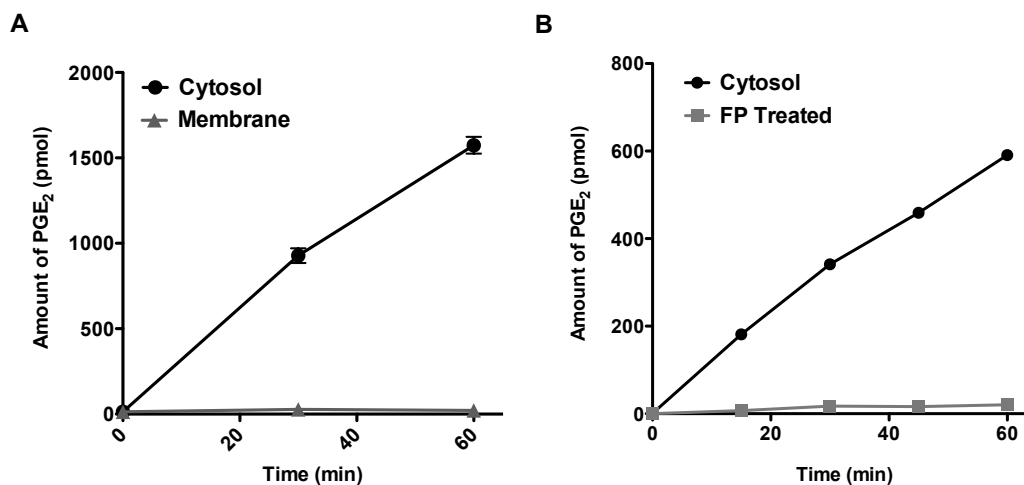 A
2000
1500
1000
500
0
Amount of PGE₂ (pmol)
Cytosol
Membrane
0
20
40
60
Time (min)
B
800
600
400
200
0
Amount of PGE₂ (pmol)
Cytosol
FP Treated
0
20
40
60
Time (min)